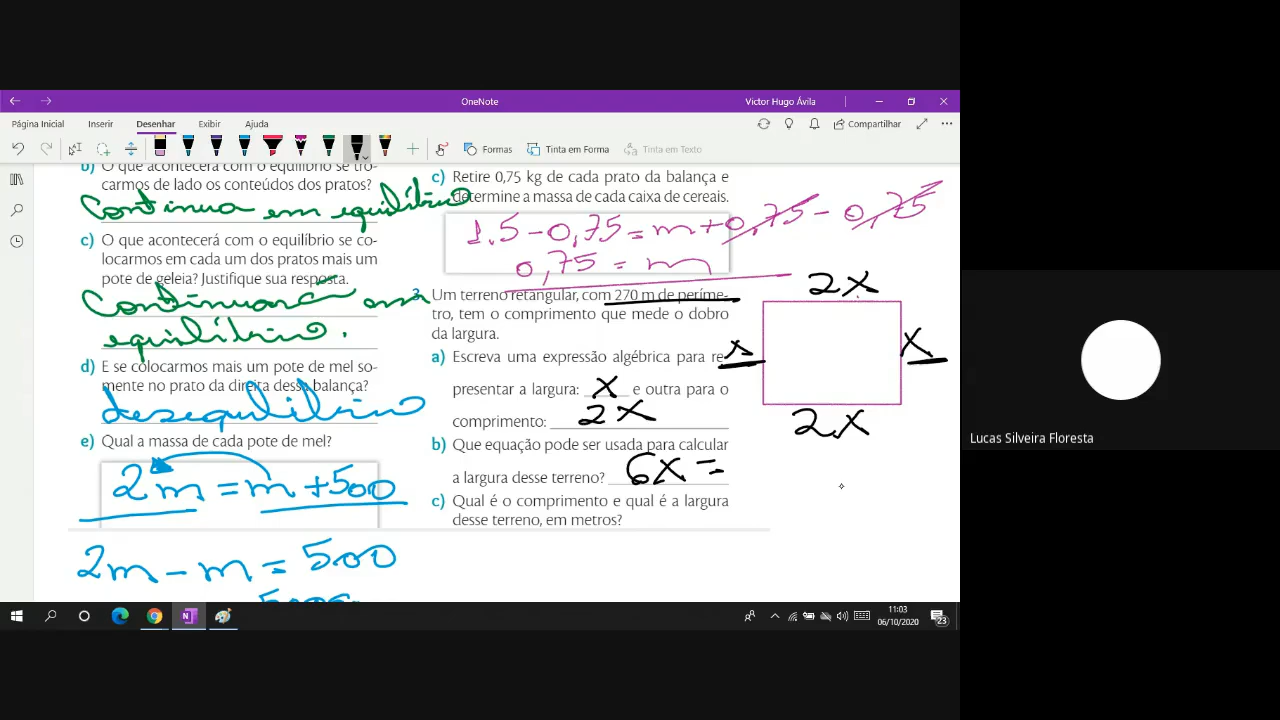 OneNote
Victor Hugo Ávila
Página Inicial
Inserir
Desenhar
Exibir
Ajuda
Compartilhar
Formas
Tinta em Forma
Tinta em Texto
b) O que acontecerá com o equilíbrio se tro-
carmos de lado os conteúdos dos pratos?
Continua em equilíbrio
c) O que acontecerá com o equilíbrio se co-
locarmos em cada um dos pratos mais um
pote de geleia? Justifique sua resposta.
Continuará em
equilíbrio.
d) E se colocarmos mais um pote de mel so-
mente no prato da direita dessa balança?
desequilíbrio
e) Qual a massa de cada pote de mel?
2m = m + 500
2m - m = 500
c) Retire 0,75 kg de cada prato da balança e
determine a massa de cada caixa de cereais.
1.5 - 0,75 = m + 0,75 - 0,75
0,75 = m
3. Um terreno retangular, com 270 m de períme-
tro, tem o comprimento que mede o dobro
da largura.
a) Escreva uma expressão algébrica para re-
presentar a largura: x e outra para o
comprimento: 2x
b) Que equação pode ser usada para calcular
a largura desse terreno? 6x =
c) Qual é o comprimento e qual é a largura
desse terreno, em metros?
2x
x
x
2x
Lucas Silveira Floresta
11:03
06/10/2020
23